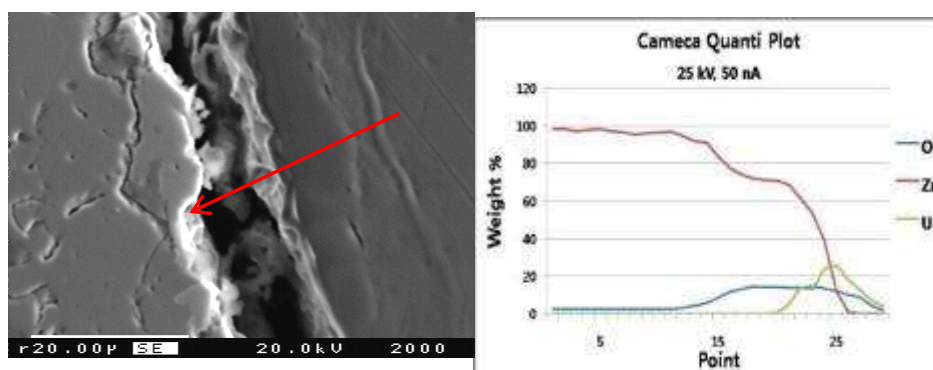 r20.00μ SE 20.0kV 2000
Cameca Quanti Plot
25 kV, 50 nA
Weight %
120
100
80
60
40
20
0
5 15 25
Point
O
Zr
U